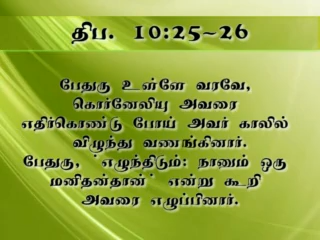 திப. 10:25-26
பேதுரு உள்ளே வரவே,
கொர்னேலியு அவரை
எதிர்கொண்டு போய் அவர் காலில்
விழுந்து வணங்கினார்.
பேதுரு, 'எழுந்திடும்: நானும் ஒரு
மனிதன்தான்' என்று கூறி
அவரை எழுப்பினார்.